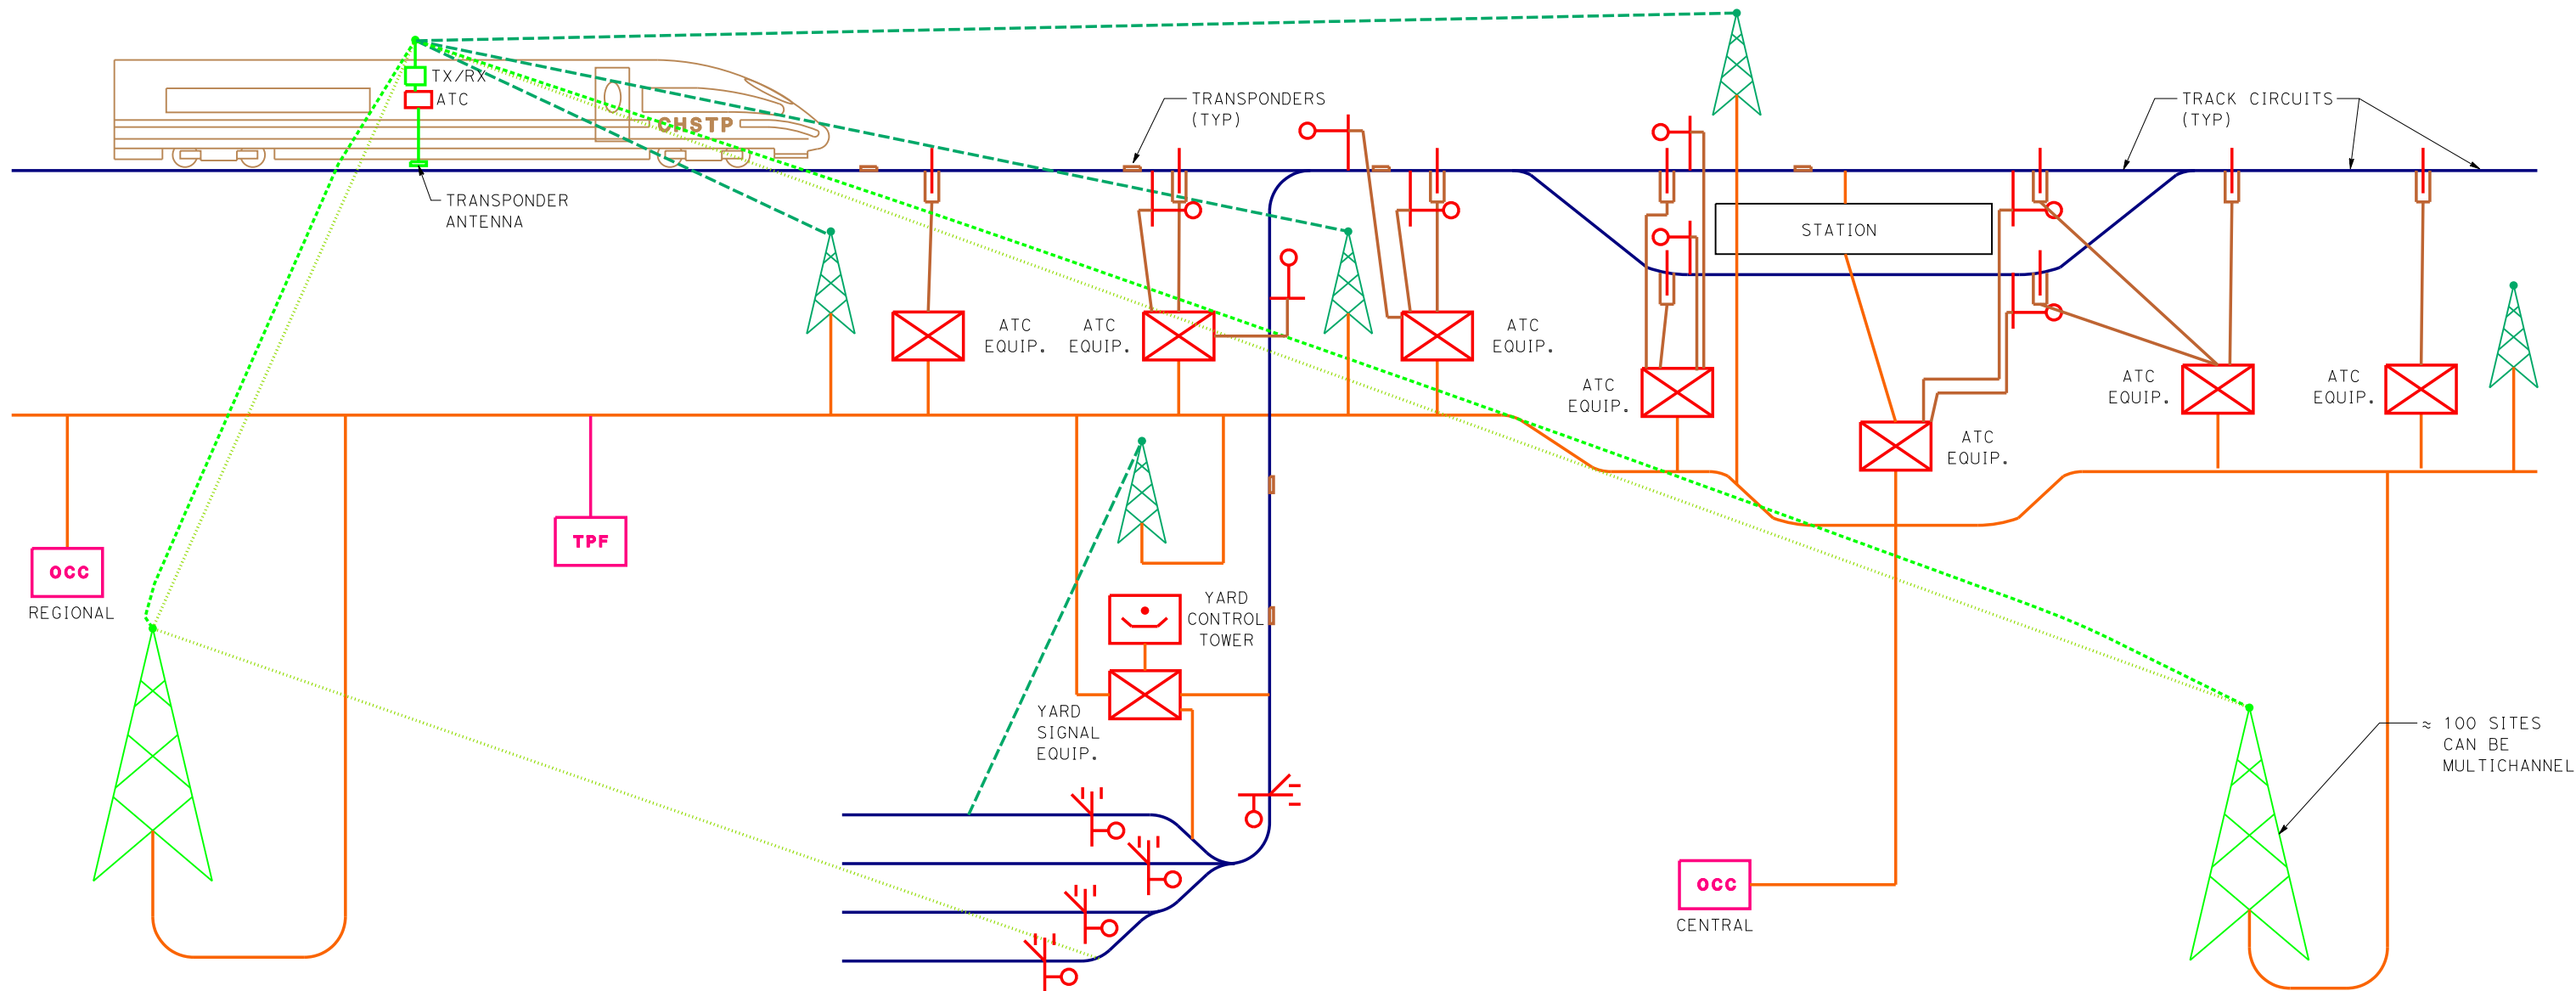 TX/RX
ATC
CHSTP
TRANSPONDERS
(TYP)
TRACK CIRCUITS
(TYP)
TRANSPONDER
ANTENNA
STATION
ATC
EQUIP.
ATC
EQUIP.
ATC
EQUIP.
ATC
EQUIP.
ATC
EQUIP.
ATC
EQUIP.
ATC
EQUIP.
TPF
OCC
REGIONAL
YARD
CONTROL
TOWER
YARD
SIGNAL
EQUIP.
≈ 100 SITES
CAN BE
MULTICHANNEL
OCC
CENTRAL